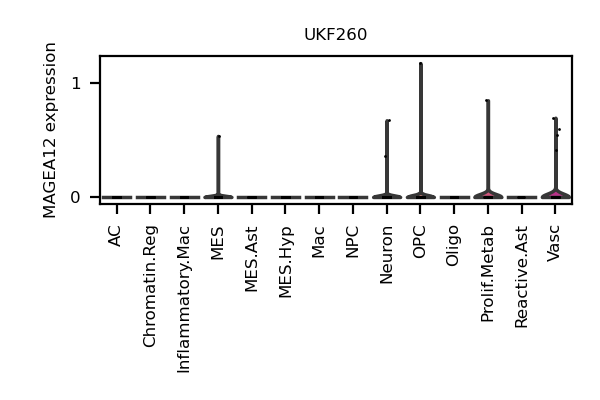 UKF260
MAGEA12 expression
1
0
AC
Chromatin.Reg
Inflammatory.Mac
MES
MES.Ast
MES.Hyp
Mac
NPC
Neuron
OPC
Oligo
Prolif.Metab
Reactive.Ast
Vasc